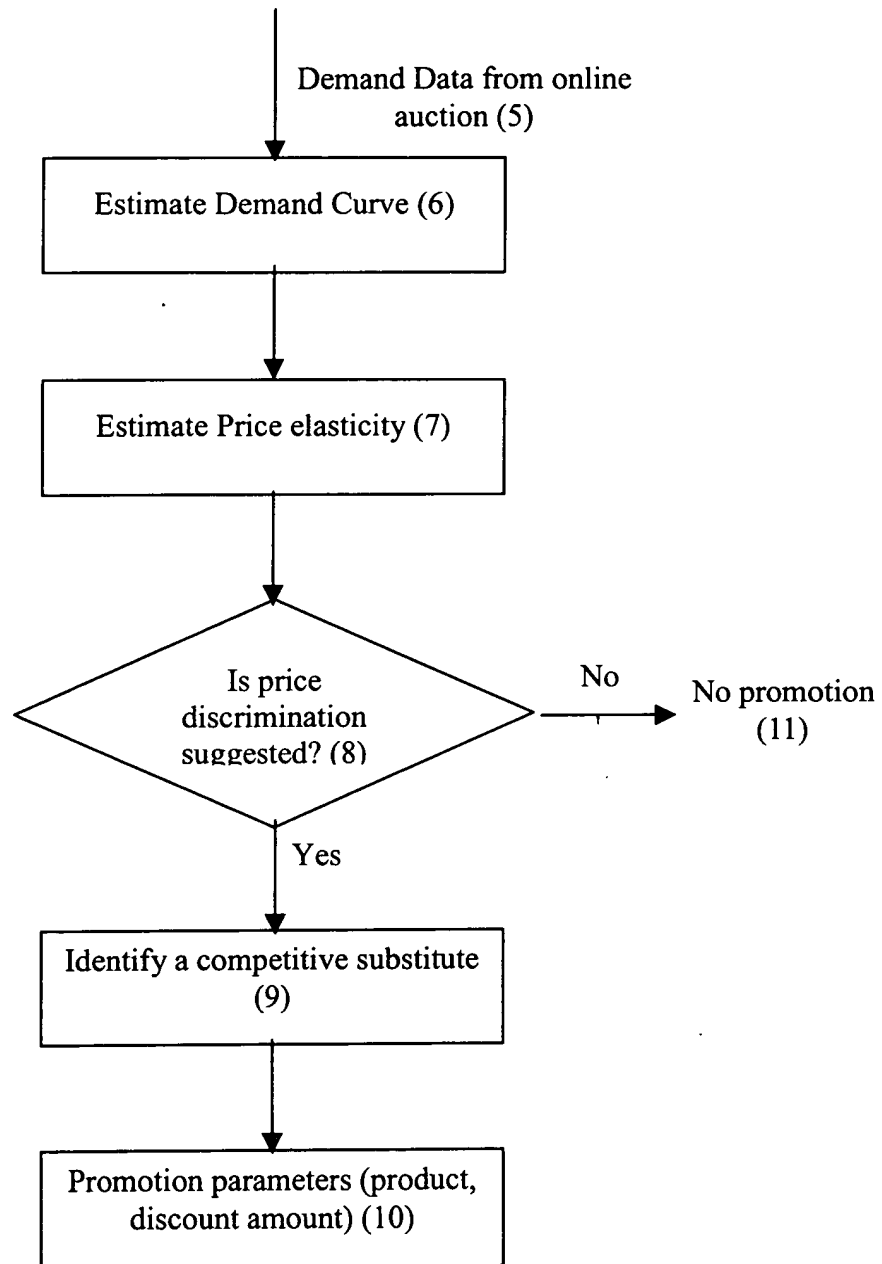 Demand Data from online
auction (5)
Estimate Demand Curve (6)
Estimate Price elasticity (7)
Is price
discrimination
suggested? (8)
No
No promotion
(11)
Yes
Identify a competitive substitute
(9)
Promotion parameters (product,
discount amount) (10)